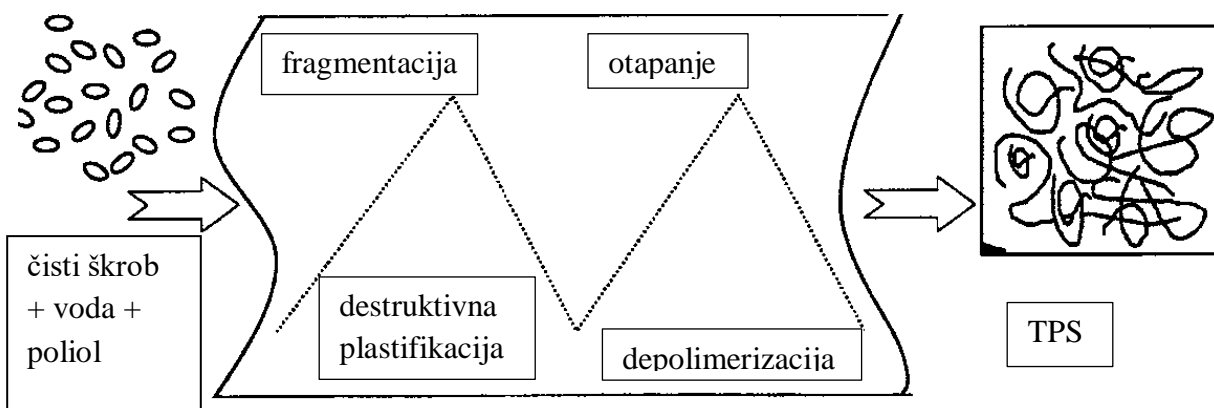 čisti škrob
+ voda +
poliol
fragmentacija
destruktivna
plastifikacija
otapanje
depolimerizacija
TPS